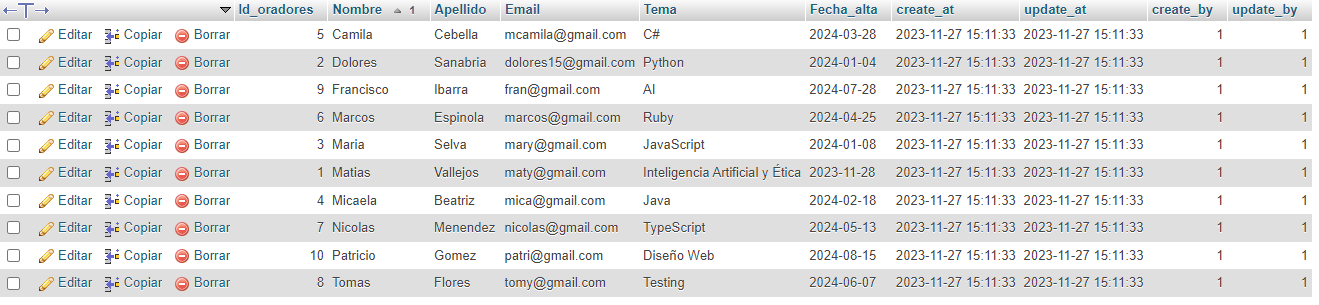 Id_oradores Nombre 1 Apellido Email Tema Fecha_alta create_at update_at create_by update_by
Editar Copiar Borrar 5 Camila Cebella mcamila@gmail.com C# 2024-03-28 2023-11-27 15:11:33 2023-11-27 15:11:33 1 1
Editar Copiar Borrar 2 Dolores Sanabria dolores15@gmail.com Python 2024-01-04 2023-11-27 15:11:33 2023-11-27 15:11:33 1 1
Editar Copiar Borrar 9 Francisco Ibarra fran@gmail.com AI 2024-07-28 2023-11-27 15:11:33 2023-11-27 15:11:33 1 1
Editar Copiar Borrar 6 Marcos Espinola marcos@gmail.com Ruby 2024-04-25 2023-11-27 15:11:33 2023-11-27 15:11:33 1 1
Editar Copiar Borrar 3 Maria Selva mary@gmail.com JavaScript 2024-01-08 2023-11-27 15:11:33 2023-11-27 15:11:33 1 1
Editar Copiar Borrar 1 Matias Vallejos maty@gmail.com Inteligencia Artificial y Ética 2023-11-28 2023-11-27 15:11:33 2023-11-27 15:11:33 1 1
Editar Copiar Borrar 4 Micaela Beatriz mica@gmail.com Java 2024-02-18 2023-11-27 15:11:33 2023-11-27 15:11:33 1 1
Editar Copiar Borrar 7 Nicolas Menendez nicolas@gmail.com TypeScript 2024-05-13 2023-11-27 15:11:33 2023-11-27 15:11:33 1 1
Editar Copiar Borrar 10 Patricio Gomez patri@gmail.com Diseño Web 2024-08-15 2023-11-27 15:11:33 2023-11-27 15:11:33 1 1
Editar Copiar Borrar 8 Tomas Flores tomy@gmail.com Testing 2024-06-07 2023-11-27 15:11:33 2023-11-27 15:11:33 1 1